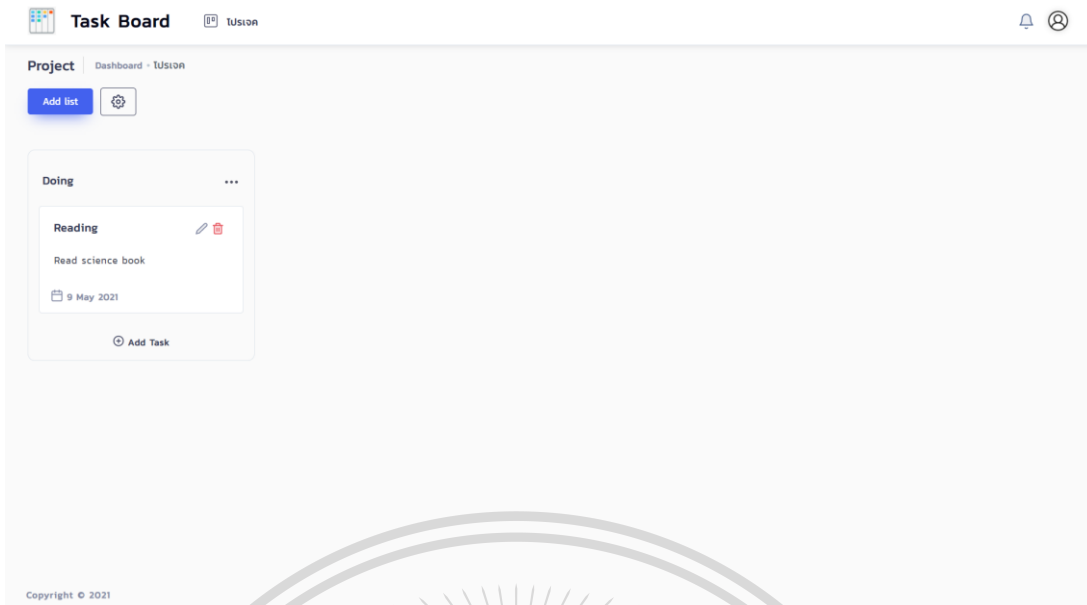 Task Board
โปรเจค
Project
Dashboard - โปรเจค
Add list
Doing
Reading
Read science book
9 May 2021
Add Task
Copyright © 2021